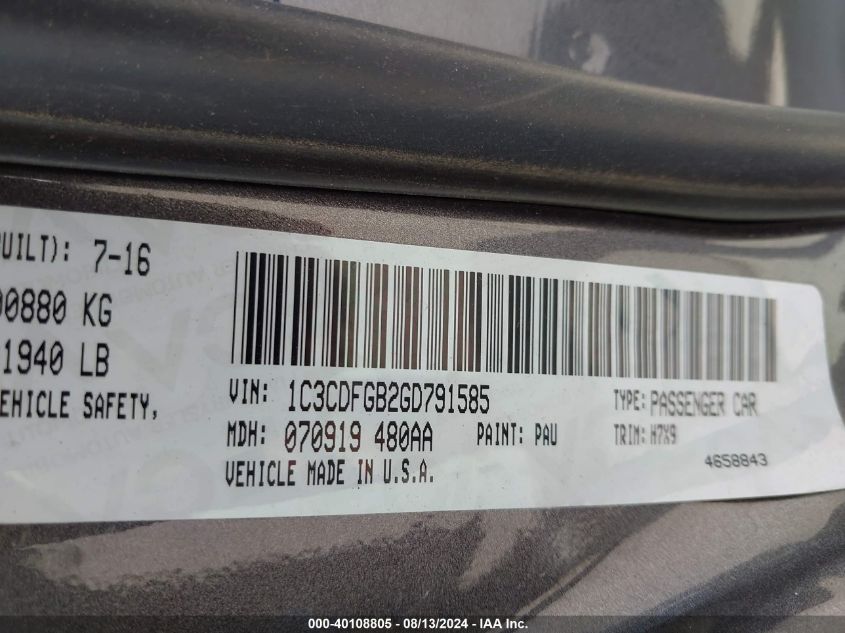 UILT): 7-16
00880 KG
1940 LB
EHICLE SAFETY,
VIN: 1C3CDFGB2GD791585 TYPE: PASSENGER CAR
MDH: 070919 480AA PAINT: PAU TRIM: H7X9
VEHICLE MADE IN U.S.A.
4658843
000-40108805 - 08/13/2024 - IAA Inc.